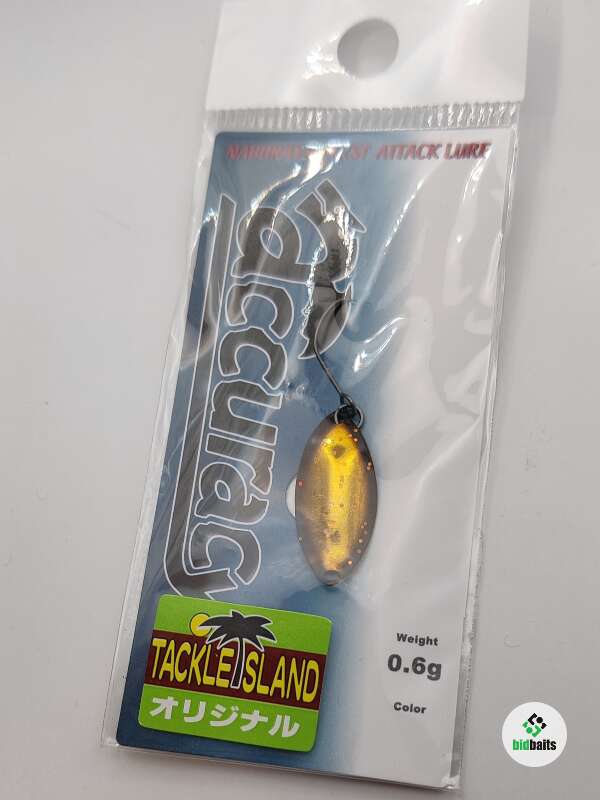 ATTACK LURE
accuracy
TACKLE ISLAND
オリジナル
Weight
0.6g
Color
bidbaits